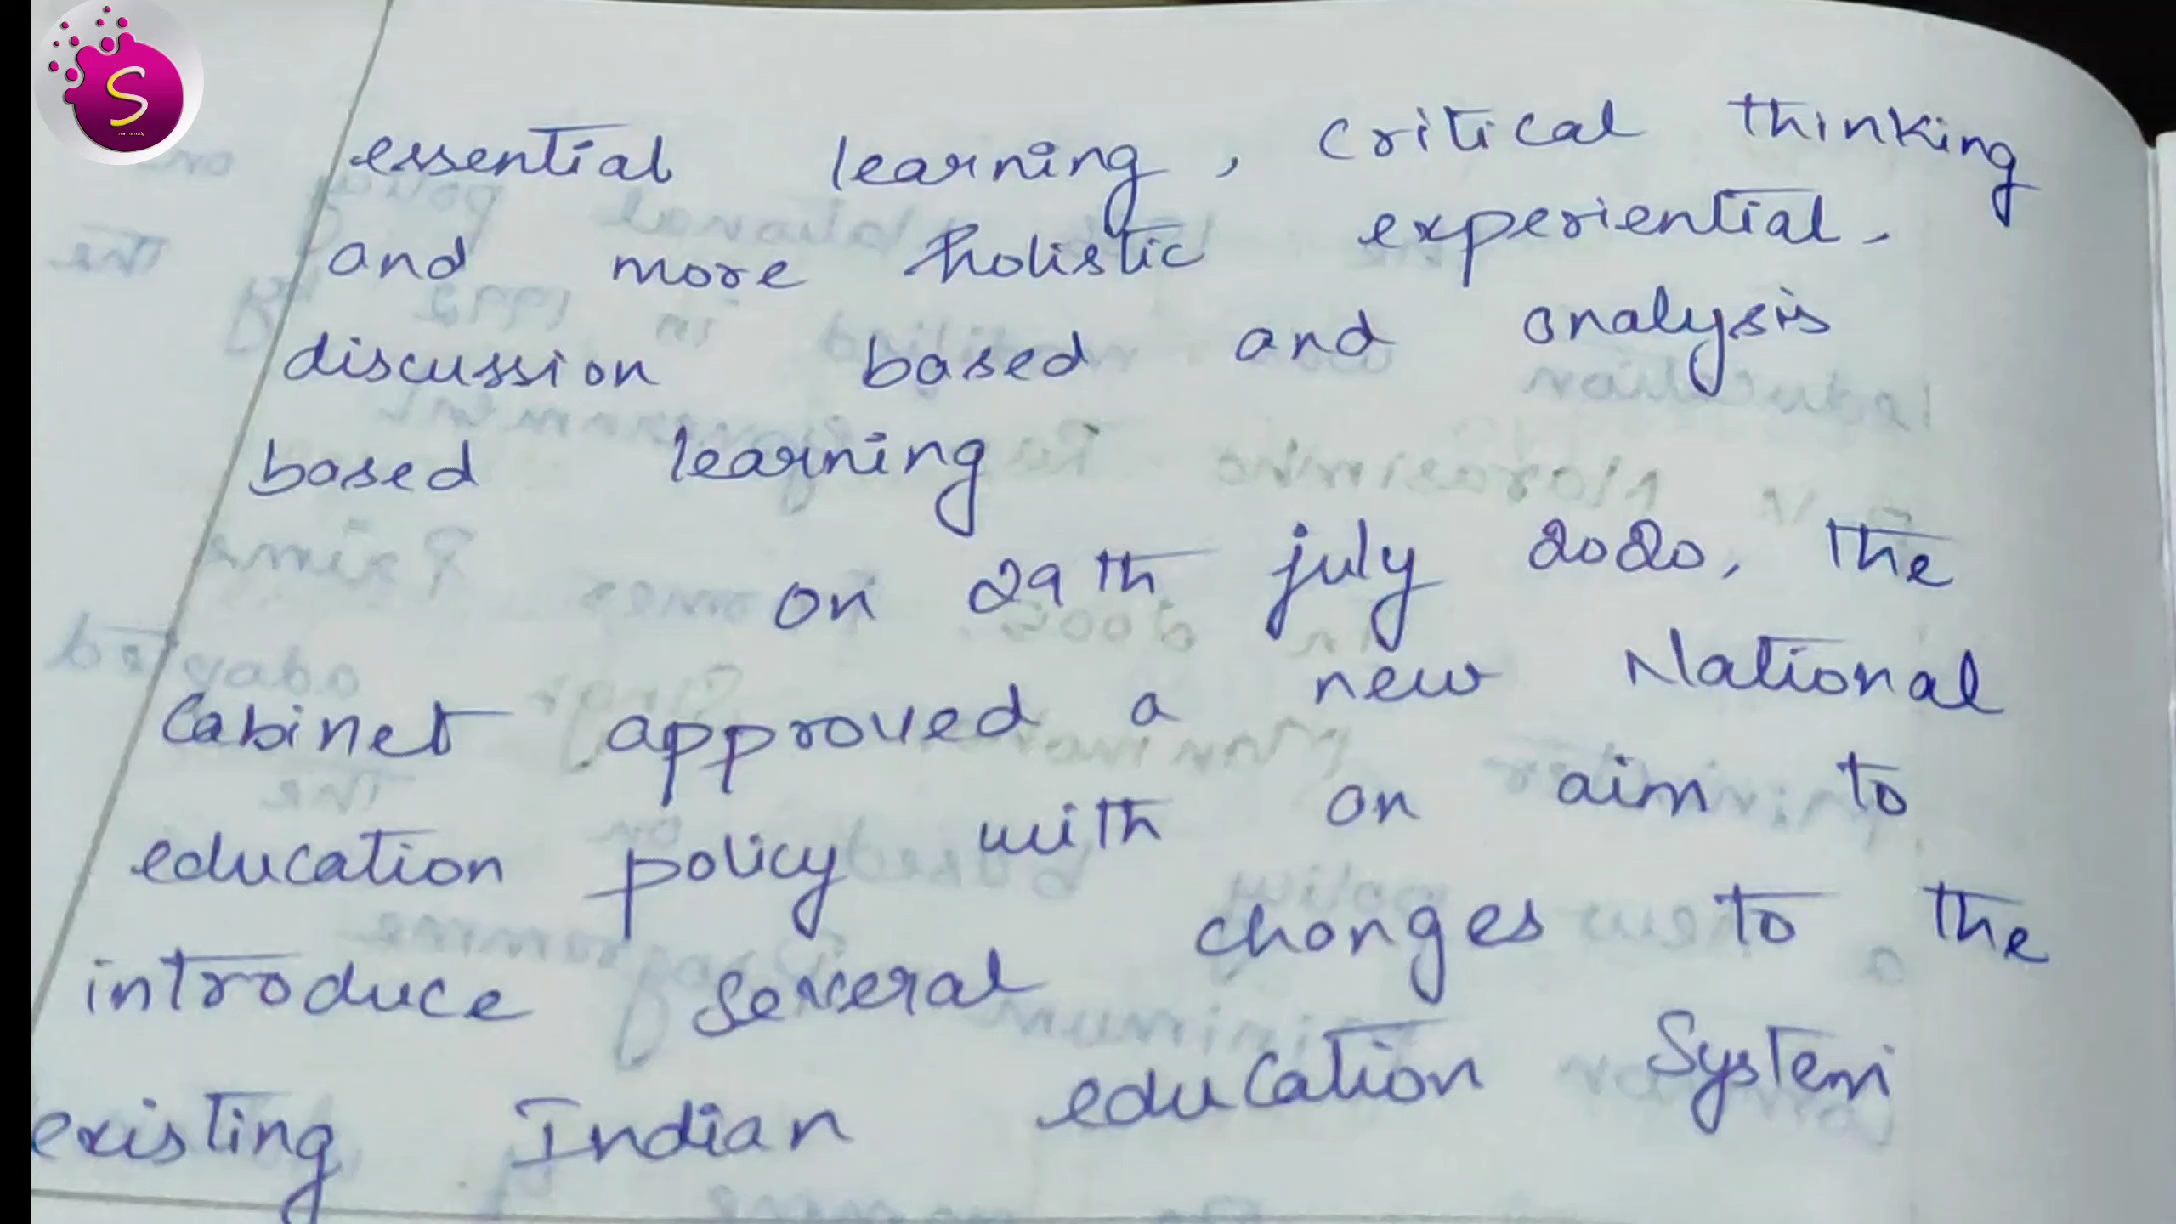 S
essential learning, critical thinking
and more holistic experiential.
discussion based and analysis
based learning
on 29th july 2020, the
Cabinet approved a new National
education policy with an aim to
introduce several changes to the
existing Indian education System